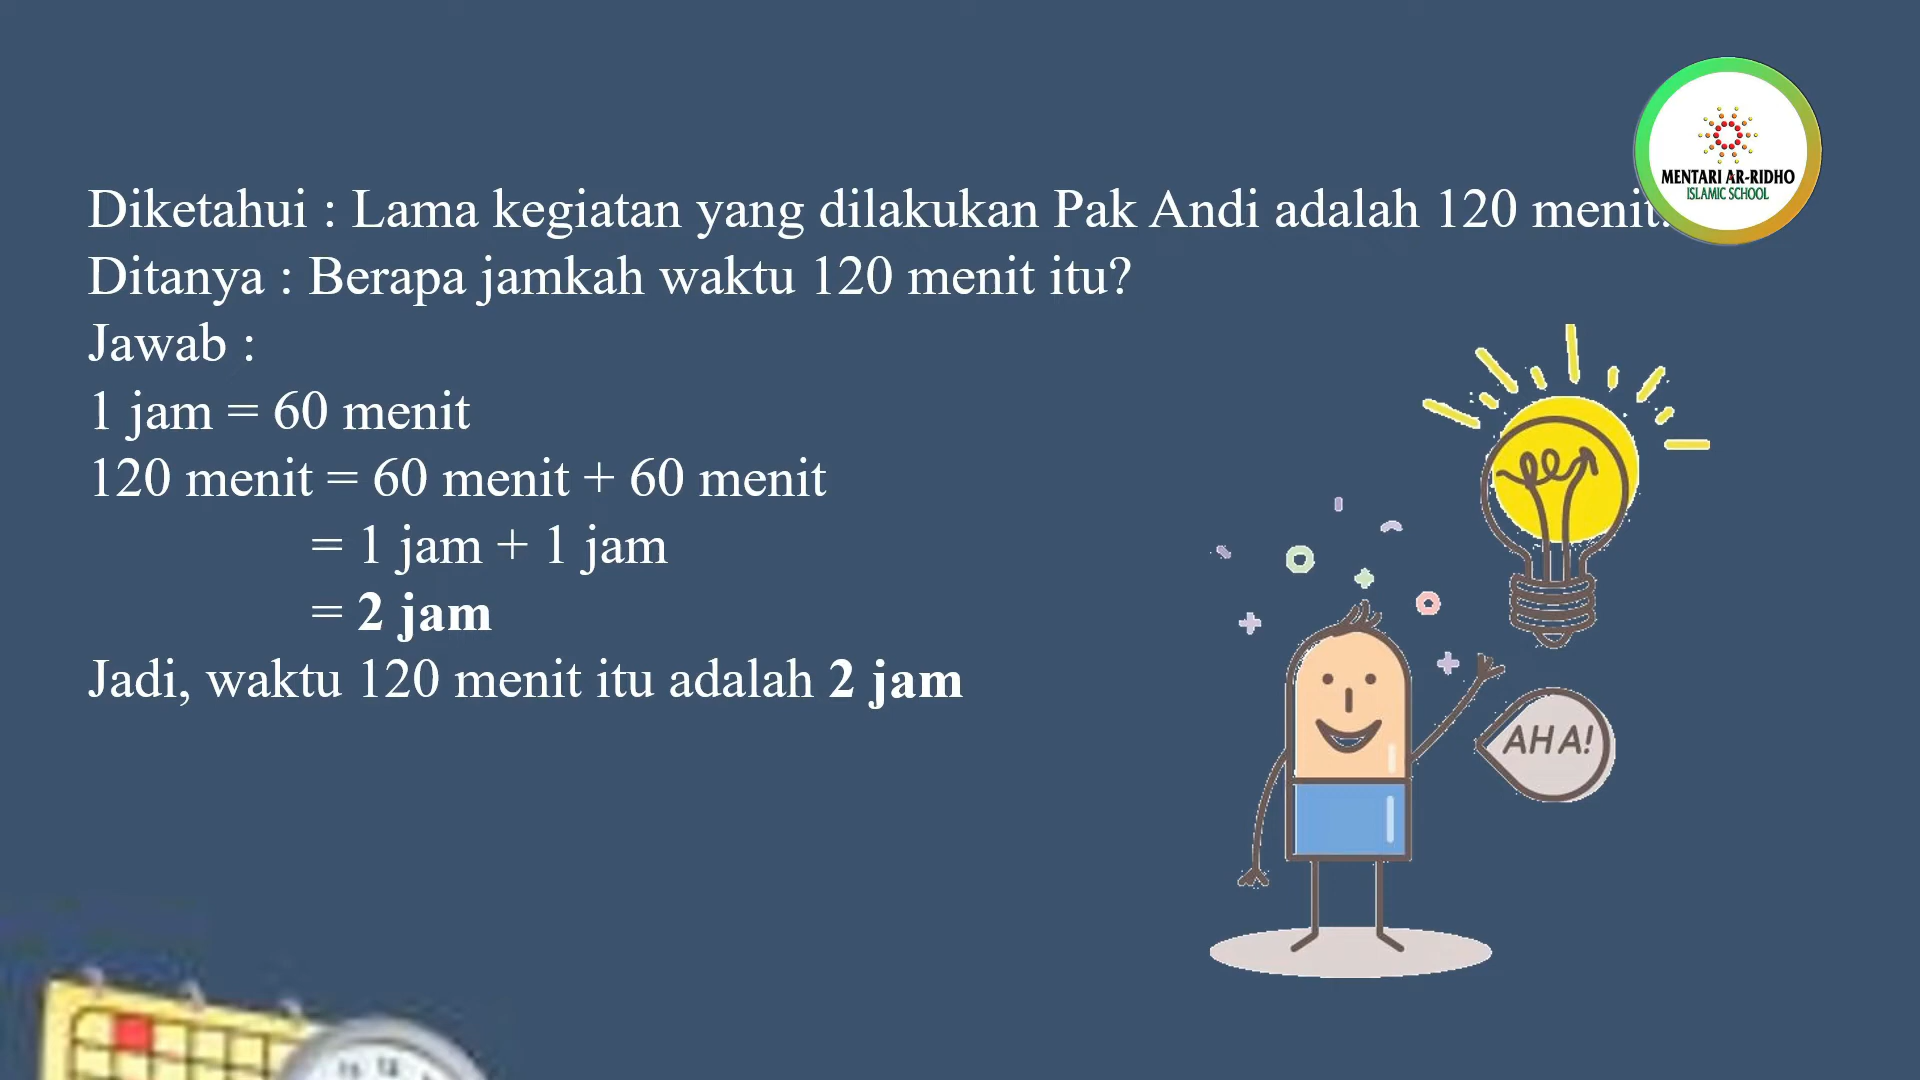 MENTARI AR-RIDHO
ISLAMIC SCHOOL
Diketahui : Lama kegiatan yang dilakukan Pak Andi adalah 120 menit.
Ditanya : Berapa jamkah waktu 120 menit itu?
Jawab :
1 jam = 60 menit
120 menit = 60 menit + 60 menit
= 1 jam + 1 jam
= 2 jam
Jadi, waktu 120 menit itu adalah 2 jam
AHA!
12